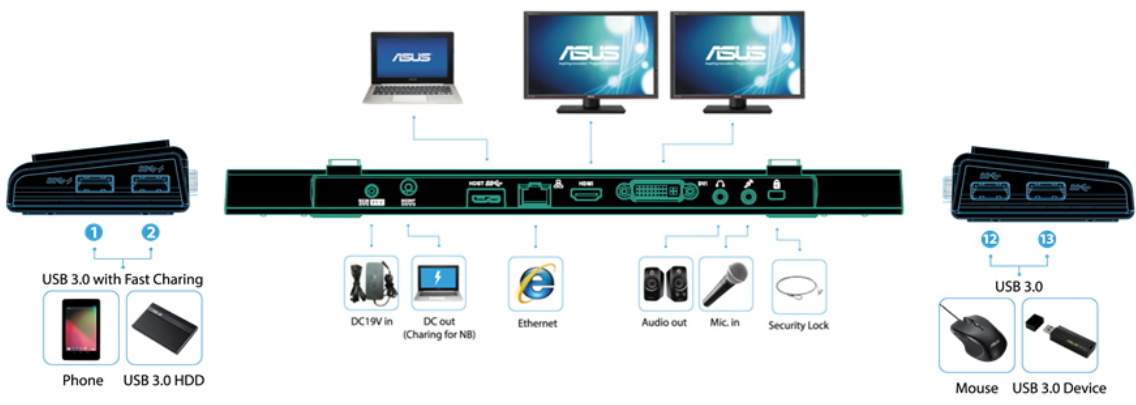 ASUS
ASUS
ASUS
HOST
HDMI
DVI
1
2
12
13
USB 3.0 with Fast Charing
USB 3.0
DC19V in
DC out
(Charing for NB)
Ethernet
Audio out
Mic. in
Security Lock
Phone
USB 3.0 HDD
Mouse
USB 3.0 Device